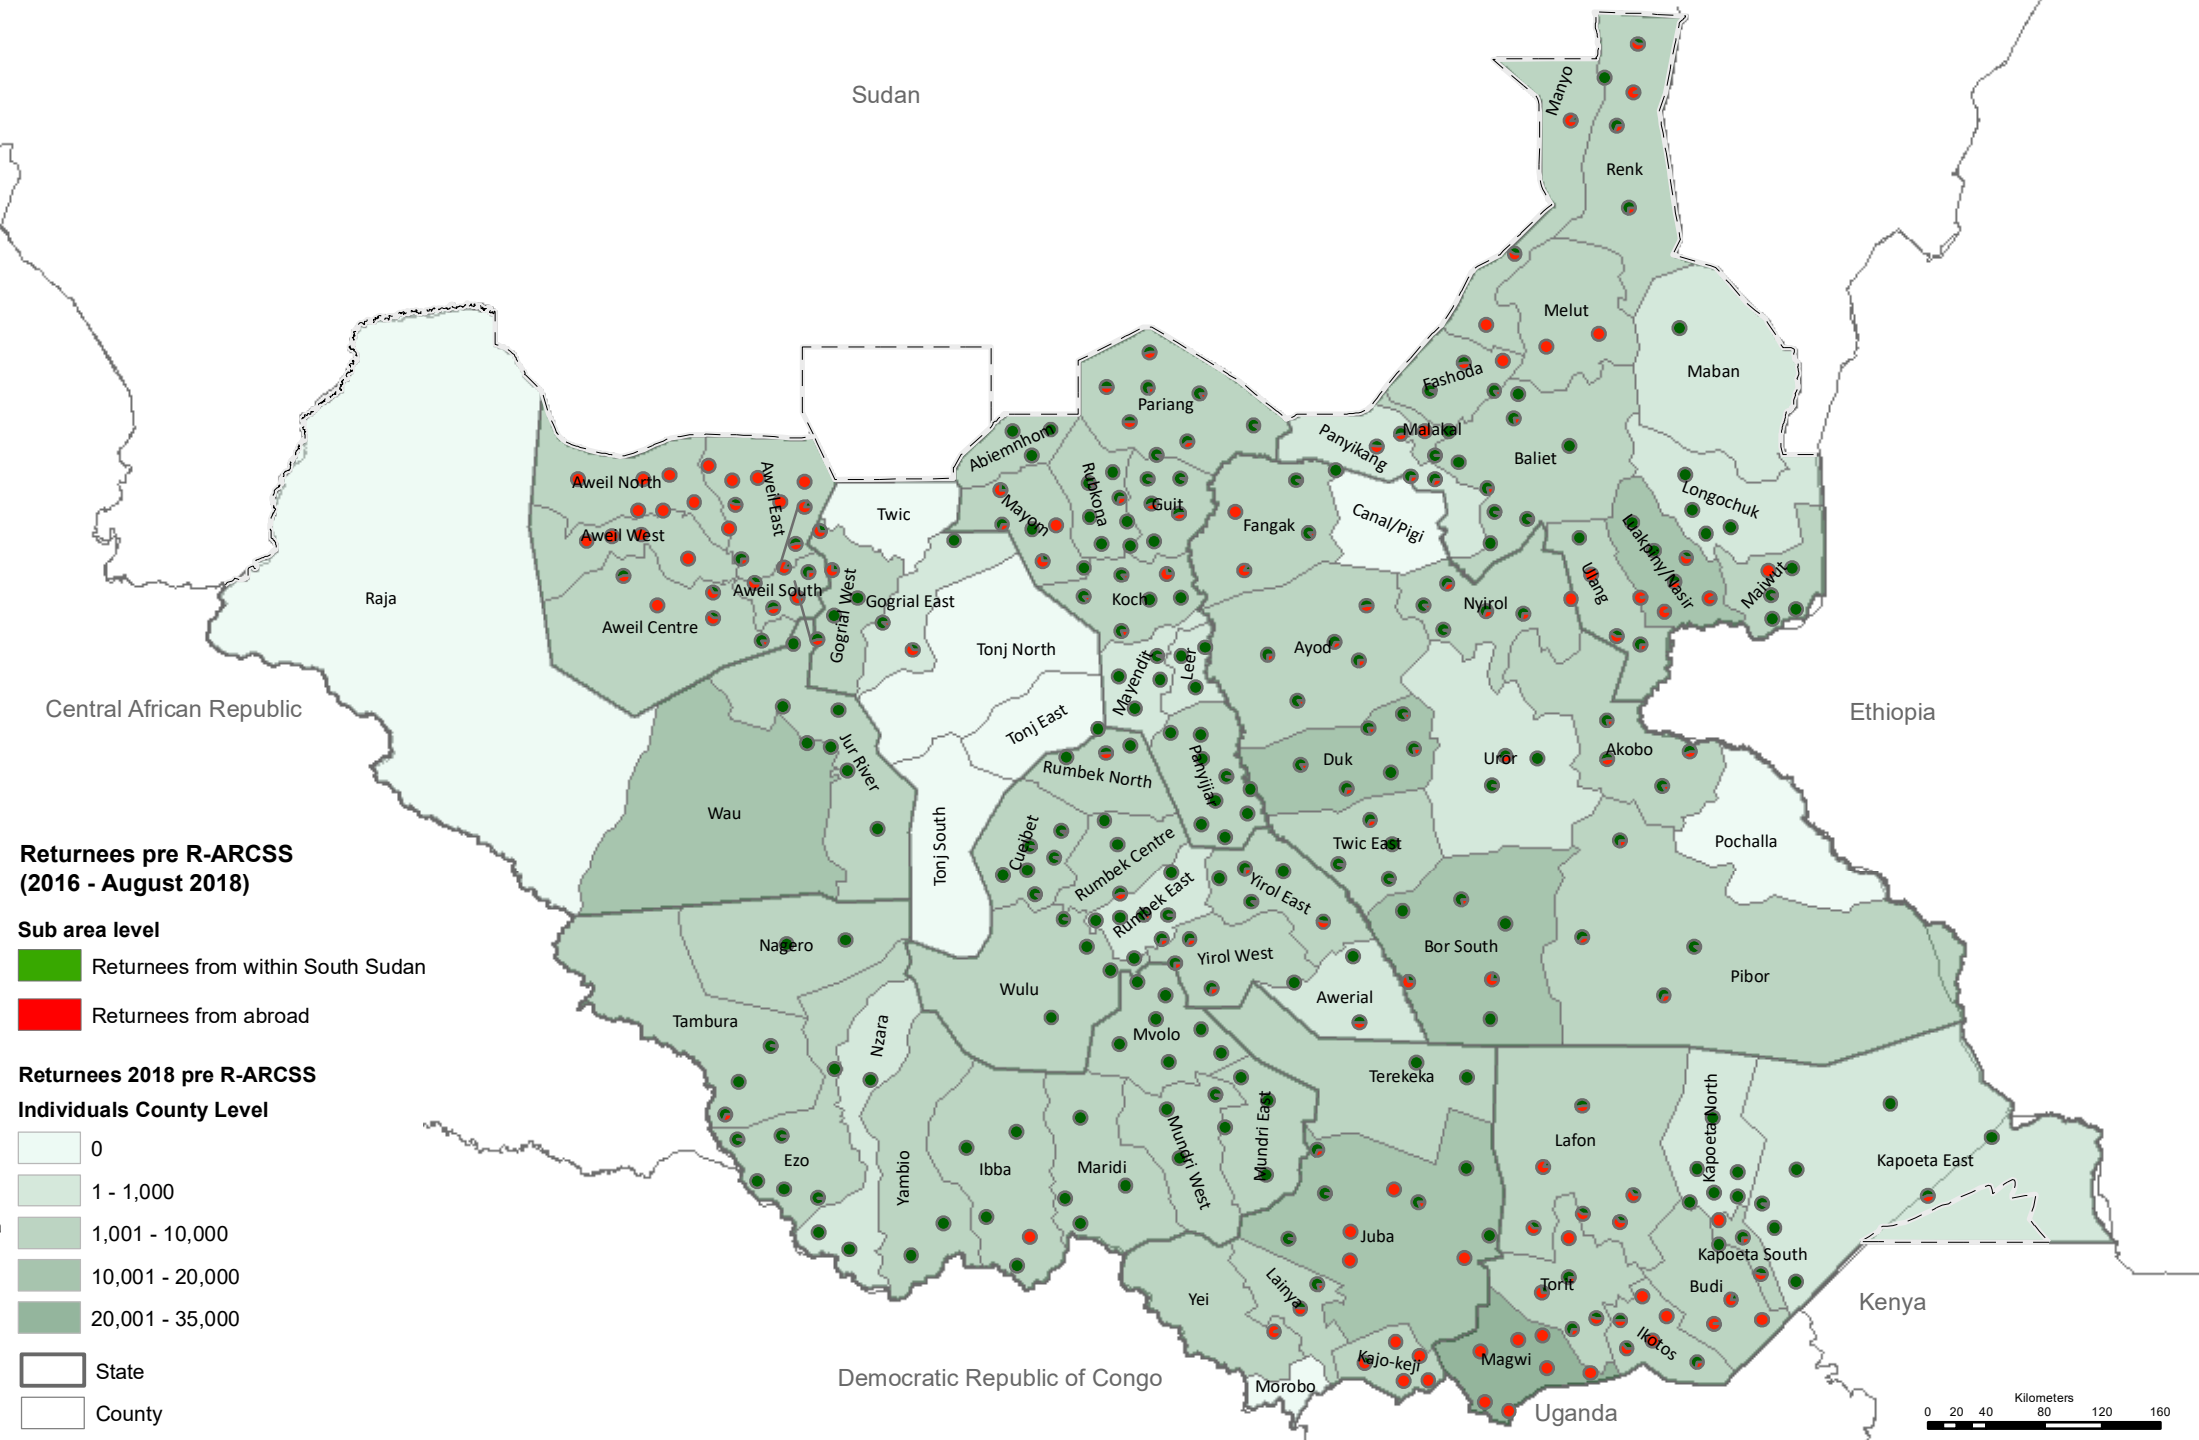 Sudan
Manyo
Renk
Melut
Maban
Fashoda
Pariang
Malakal
Panyikang
Abiemnhom
Baliet
Aweil North
Aweil East
Rubkona
Guit
Longochuk
Twic
Mayom
Fangak
Canal/Pigi
Aweil West
Luakpiny/Nasir
Ulang
Maiwut
Raja
Aweil South
Gogrial West
Gogrial East
Koch
Nyirol
Aweil Centre
Tonj North
Mayendit
Leer
Ayod
Central African Republic
Ethiopia
Tonj East
Jur River
Duk
Uror
Akobo
Rumbek North
Panyijiar
Wau
Tonj South
Cueibet
Rumbek Centre
Twic East
Pochalla
Rumbek East
Yirol East
Nagero
Yirol West
Bor South
Pibor
Wulu
Awerial
Tambura
Nzara
Mvolo
Terekeka
Ezo
Yambio
Ibba
Maridi
Mundri West
Mundri East
Lafon
Kapoeta North
Kapoeta East
Juba
Kapoeta South
Lainya
Yei
Torit
Budi
Kenya
Ikotos
Kajo-keji
Magwi
Morobo
Democratic Republic of Congo
Uganda
Returnees pre R-ARCSS
(2016 - August 2018)
Sub area level
Returnees from within South Sudan
Returnees from abroad
Returnees 2018 pre R-ARCSS
Individuals County Level
0
1 - 1,000
1,001 - 10,000
10,001 - 20,000
20,001 - 35,000
State
County
Kilometers
0 20 40 80 120 160